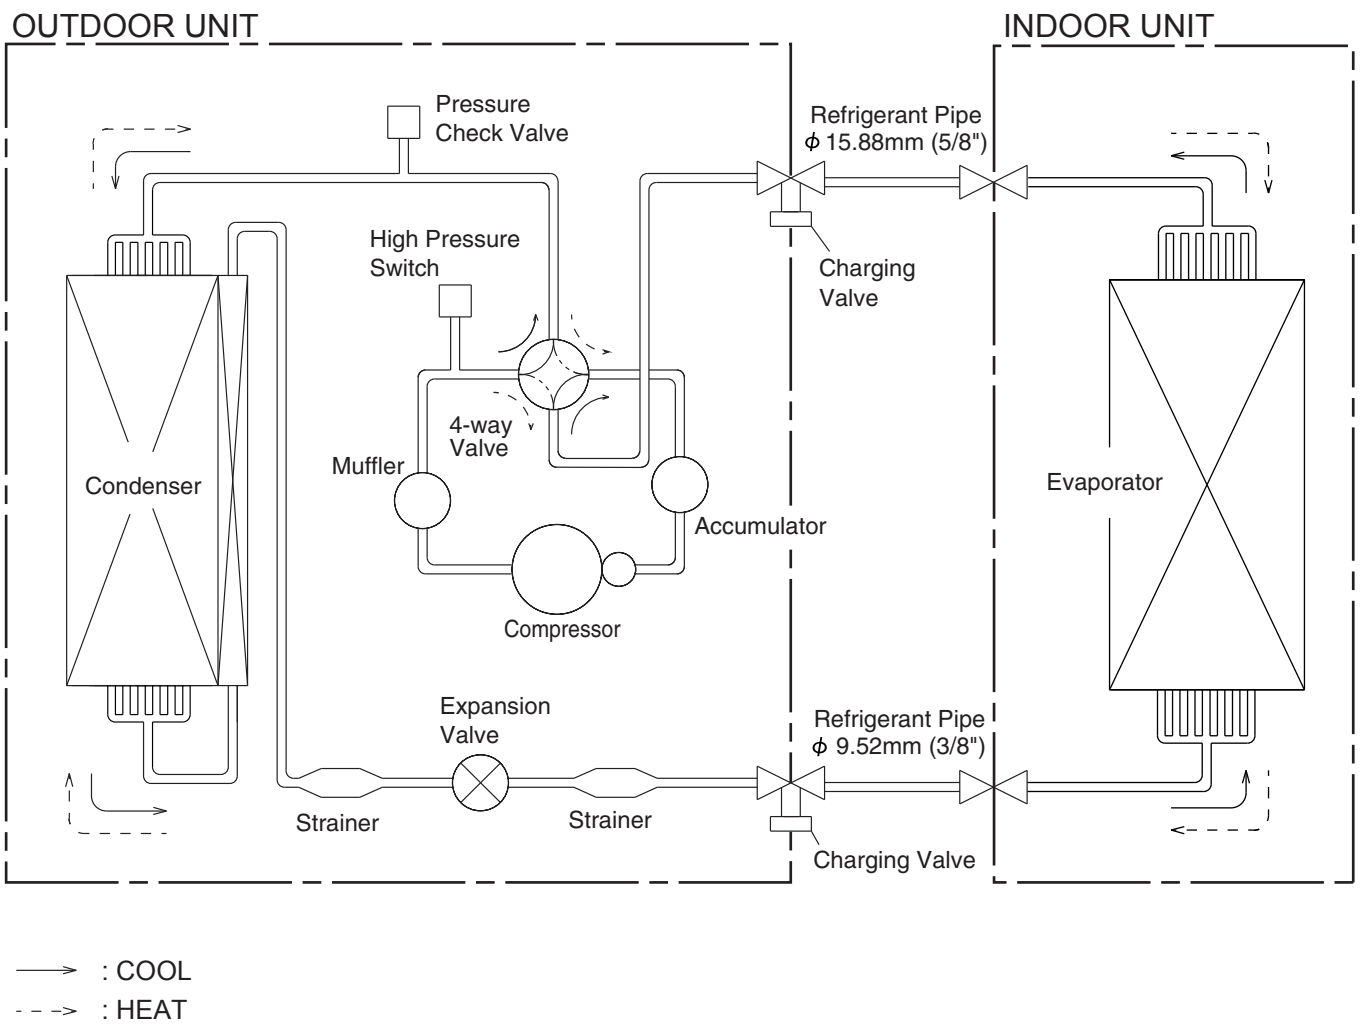 OUTDOOR UNIT
INDOOR UNIT
Pressure
Check Valve
Refrigerant Pipe
ϕ 15.88mm (5/8")
High Pressure
Switch
Charging
Valve
4-way
Valve
Muffler
Condenser
Evaporator
Accumulator
Compressor
Expansion
Valve
Refrigerant Pipe
ϕ 9.52mm (3/8")
Strainer
Strainer
Charging Valve
: COOL
: HEAT